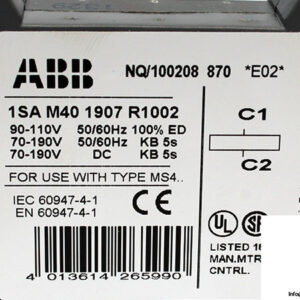 ABB
NQ/100208 870 *E02*
1SA M40 1907 R1002
90-110V 50/60Hz 100% ED
70-190V 50/60Hz KB 5s
70-190V DC KB 5s
C1
C2
FOR USE WITH TYPE MS4..
IEC 60947-4-1
EN 60947-4-1
4 013614 265990
UL
LISTED
MAN.MTR
CNTRL.